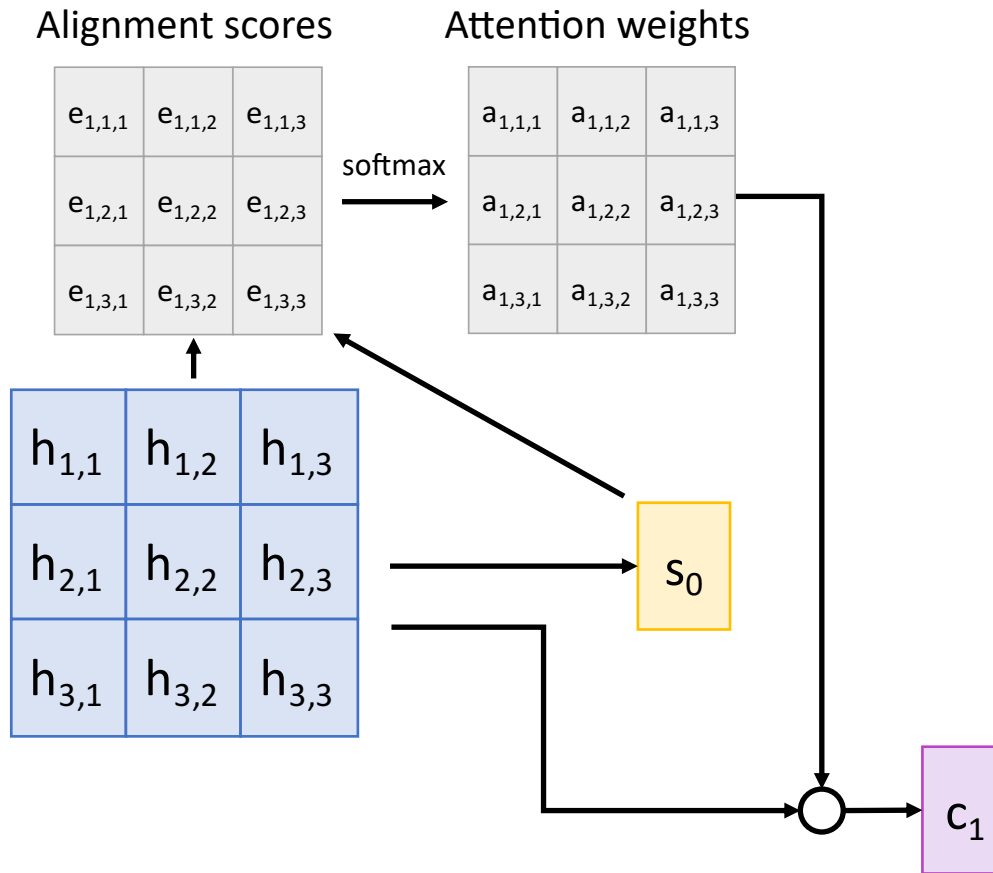 Alignment scores
Attention weights
e1,1,1 e1,1,2 e1,1,3
a1,1,1 a1,1,2 a1,1,3
softmax
e1,2,1 e1,2,2 e1,2,3
a1,2,1 a1,2,2 a1,2,3
e1,3,1 e1,3,2 e1,3,3
a1,3,1 a1,3,2 a1,3,3
h1,1 h1,2 h1,3
h2,1 h2,2 h2,3
s0
h3,1 h3,2 h3,3
c1